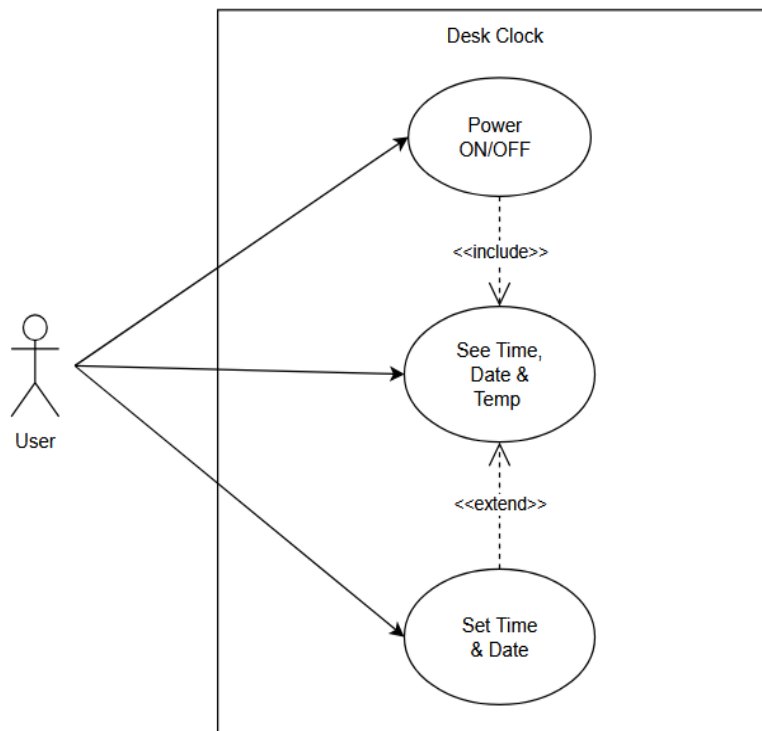 Desk Clock
Power
ON/OFF
<<include>>
See Time,
Date &
Temp
User
<<extend>>
Set Time
& Date